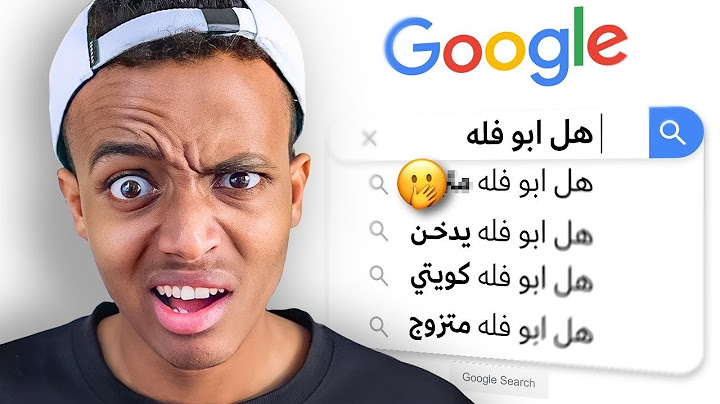 Google
هل ابو فله
هل ابو فله
هل ابو فله يدخن
هل ابو فله كويتي
هل ابو فله متزوج
Google Search